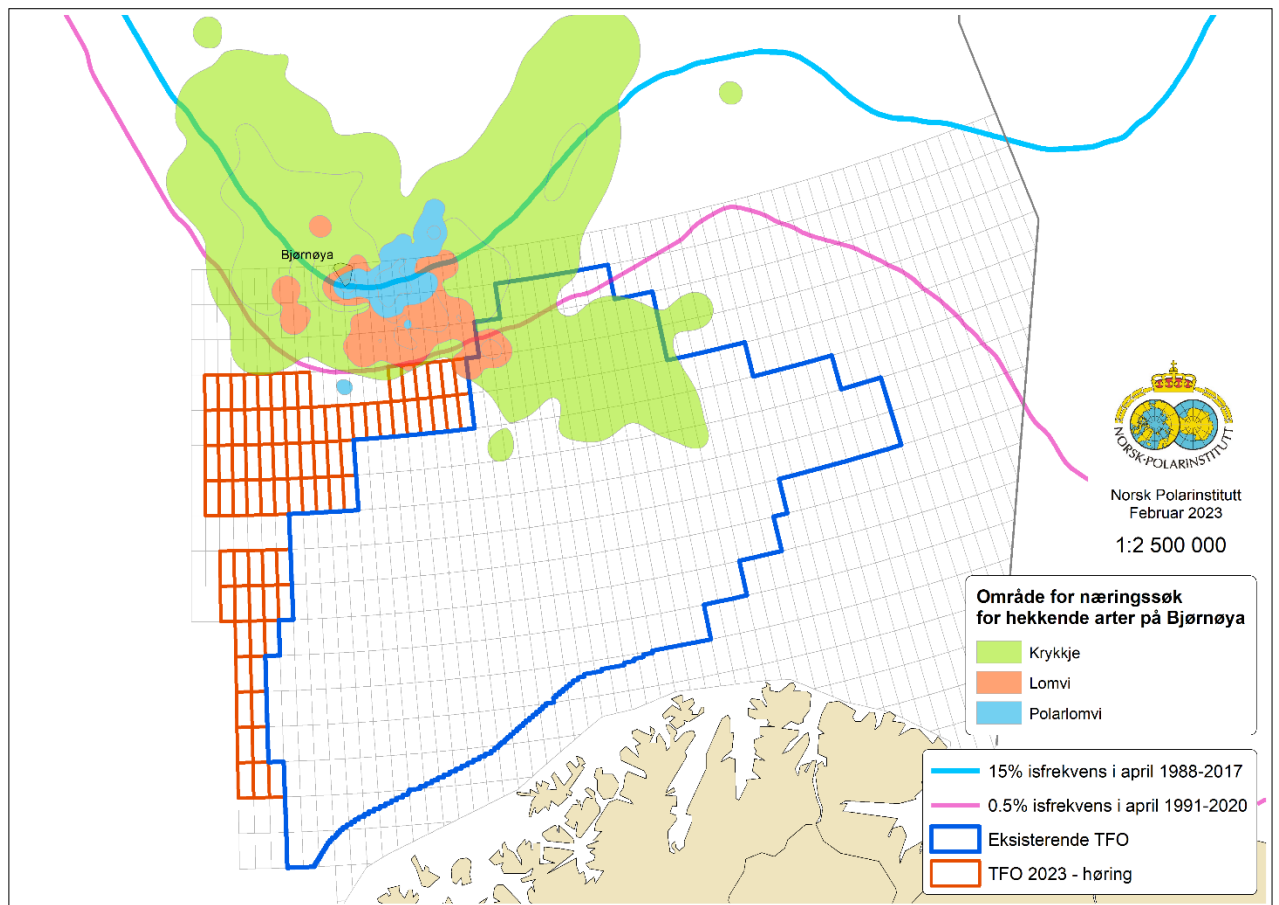 Bjørnøya
NORSK-POLARINSTITUTT
Norsk Polarinstitutt
Februar 2023
1:2 500 000
Område for næringssøk
for hekkende arter på Bjørnøya
Krykkje
Lomvi
Polarlomvi
15% isfrekvens i april 1988-2017
0.5% isfrekvens i april 1991-2020
Eksisterende TFO
TFO 2023 - høring